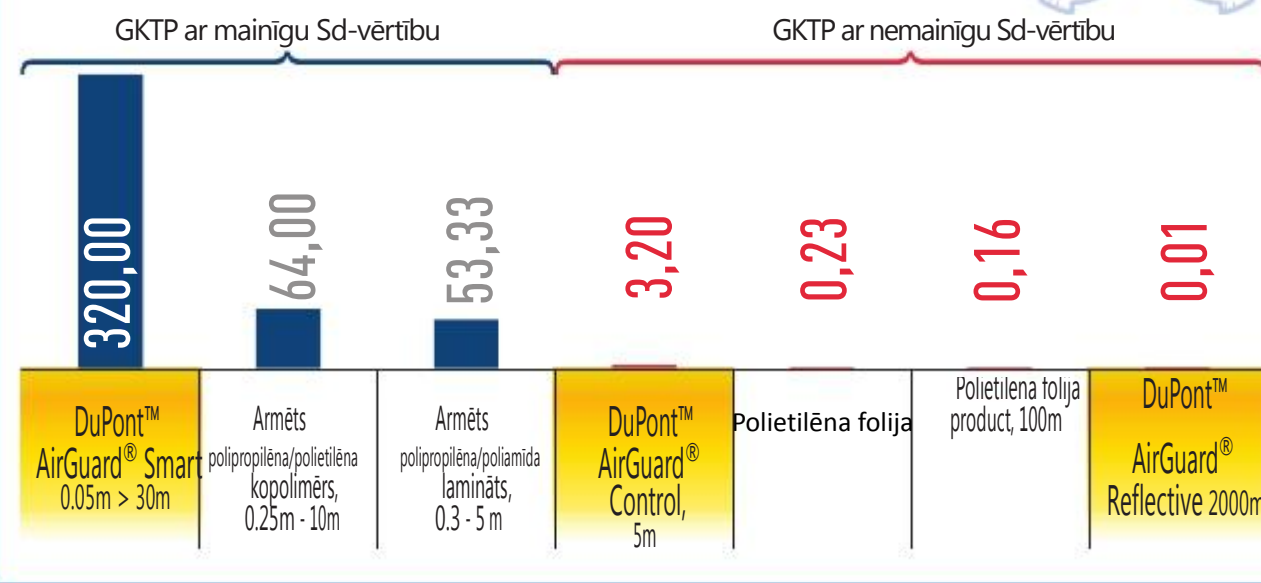 GKTP ar mainīgu Sd-vērtību
GKTP ar nemainīgu Sd-vērtību
320,00
64,00
53,33
3,20
0,23
0,16
0,01
DuPont™
AirGuard® Smart
0.05m > 30m
Armēts
polipropilēna/polietilēna
kopolimērs,
0.25m - 10m
Armēts
polipropilēna/poliamīda
lamināts,
0.3 - 5 m
DuPont™
AirGuard®
Control,
5m
Polietilēna folija
Polietilēna folija
product, 100m
DuPont™
AirGuard®
Reflective 2000m